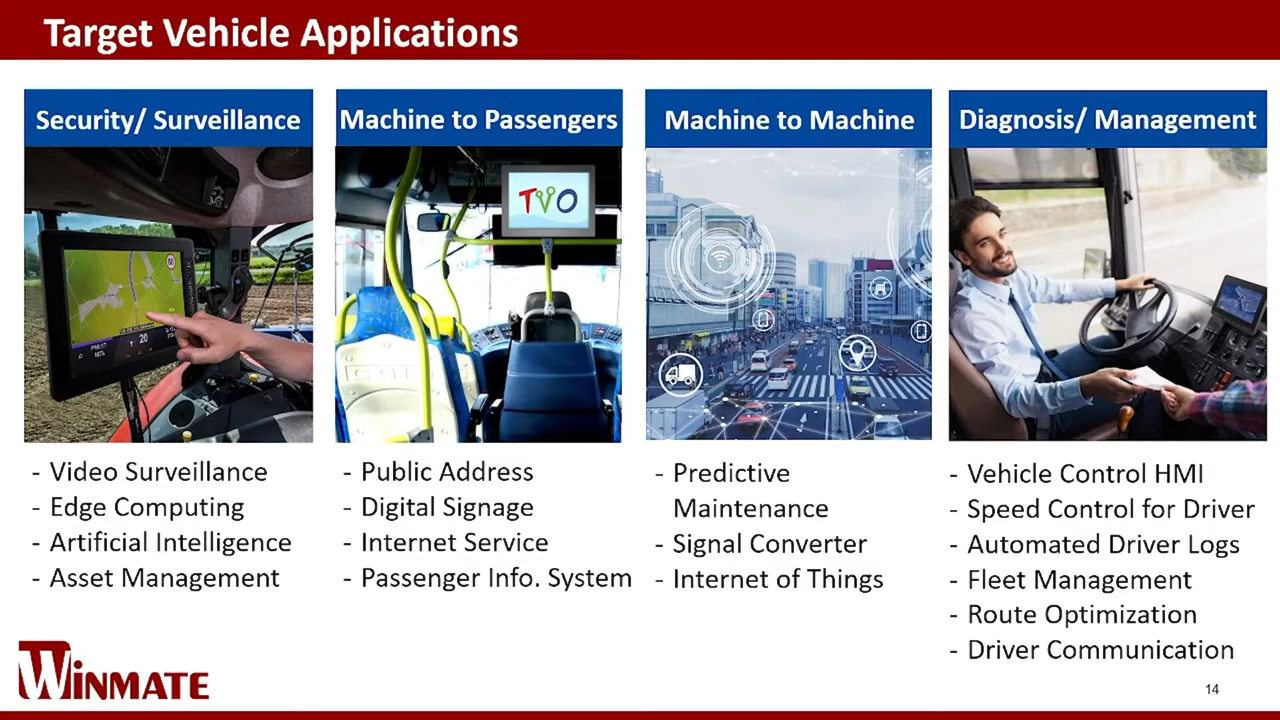 Target Vehicle Applications
Security/ Surveillance
- Video Surveillance
- Edge Computing
- Artificial Intelligence
- Asset Management
Machine to Passengers
TVO
- Public Address
- Digital Signage
- Internet Service
- Passenger Info. System
Machine to Machine
- Predictive
Maintenance
- Signal Converter
- Internet of Things
Diagnosis/ Management
- Vehicle Control HMI
- Speed Control for Driver
- Automated Driver Logs
- Fleet Management
- Route Optimization
- Driver Communication
WINMATE
14